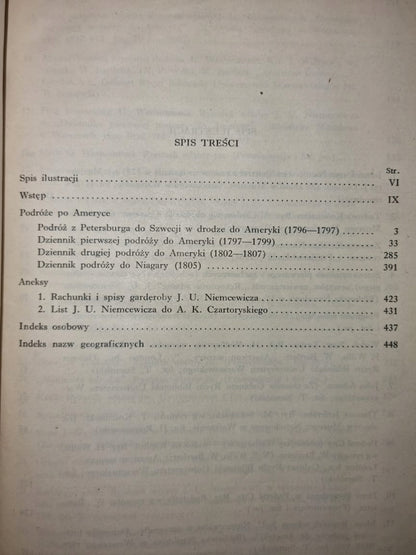 SPIS TREŚCI
Str.
Spis ilustracji . . . . . . . . . . VI
Wstęp . . . . . . . . . . IX
Podróże po Ameryce
Podróż z Petersburga do Szwecji w drodze do Ameryki (1796—1797) . . . . 3
Dziennik pierwszej podróży do Ameryki (1797—1799) . . . . . . . . . . 33
Dziennik drugiej podróży do Ameryki (1802—1807) . . . . . . . . . . 285
Dziennik podróży do Niagary (1805) . . . . . . . . . . 391
Aneksy
1. Rachunki i spisy garderoby J. U. Niemcewicza . . . . . . . . . . 423
2. List J. U. Niemcewicza do A. K. Czartoryskiego . . . . . . . . . . 431
Indeks osobowy . . . . . . . . . . 437
Indeks nazw geograficznych . . . . . . . . . . 448